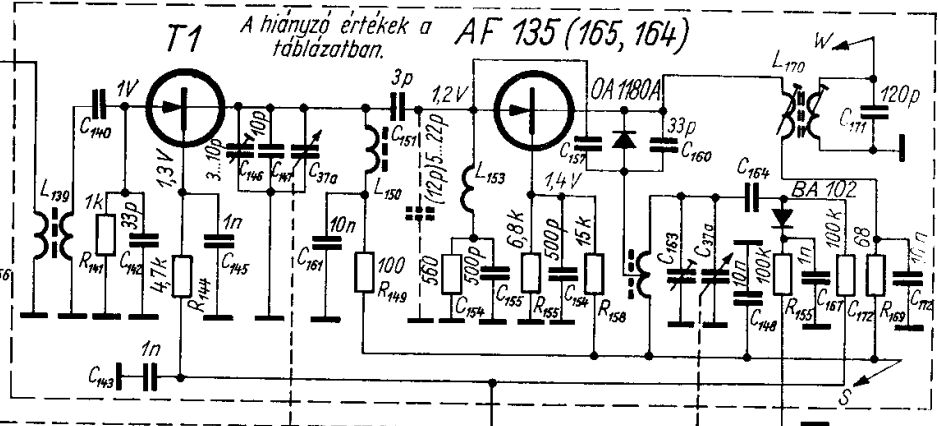 T1
A hiányzó értékek a
táblázatban.
AF 135 (165, 164)
W
L170
3p
1V
1,2V
OA1180A
120p
C140
C151
33p
C171
C157
C160
3...10p
10p
(12p)5...22p
1,3V
C146
C147
C37a
L150
L153
1,4V
C164
BA 102
L139
1k
33p
1n
10n
6,8k
500p
15k
C163
C37a
100k
68
10n
R141
C142
4,7k
R144
C145
C161
100
R149
560
500p
C154
C155
R155
C154
R158
10n
C148
100k
R155
1n
C167
C172
R169
C172
1n
C143
S